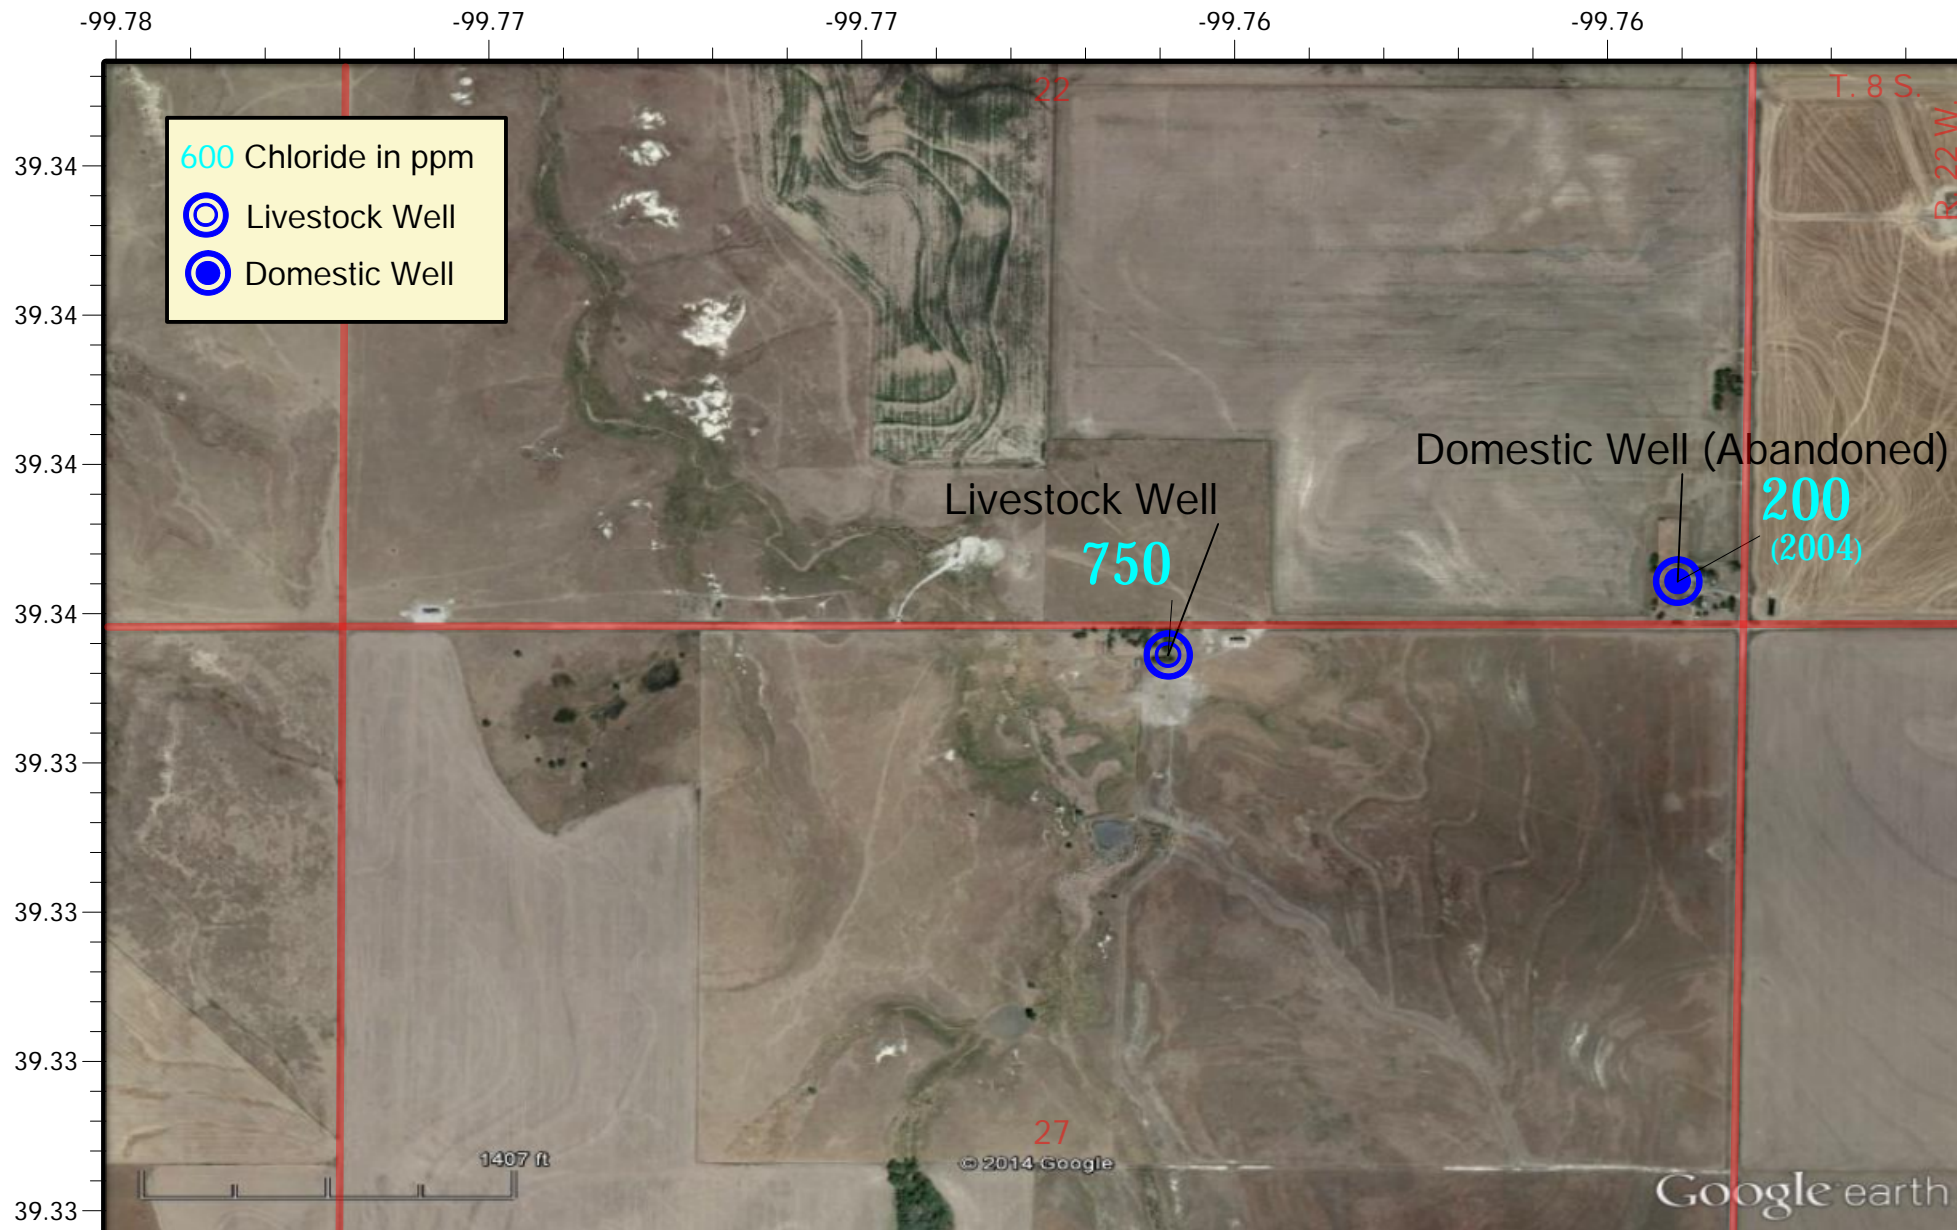 -99.78 -99.77 -99.77 -99.76 -99.76
22
T. 8 S.
R. 22 W
600 Chloride in ppm
Livestock Well
Domestic Well
39.34
39.34
39.34
39.34
39.33
39.33
39.33
39.33
Domestic Well (Abandoned)
200
(2004)
Livestock Well
750
27
1407 ft
© 2014 Google
Google earth